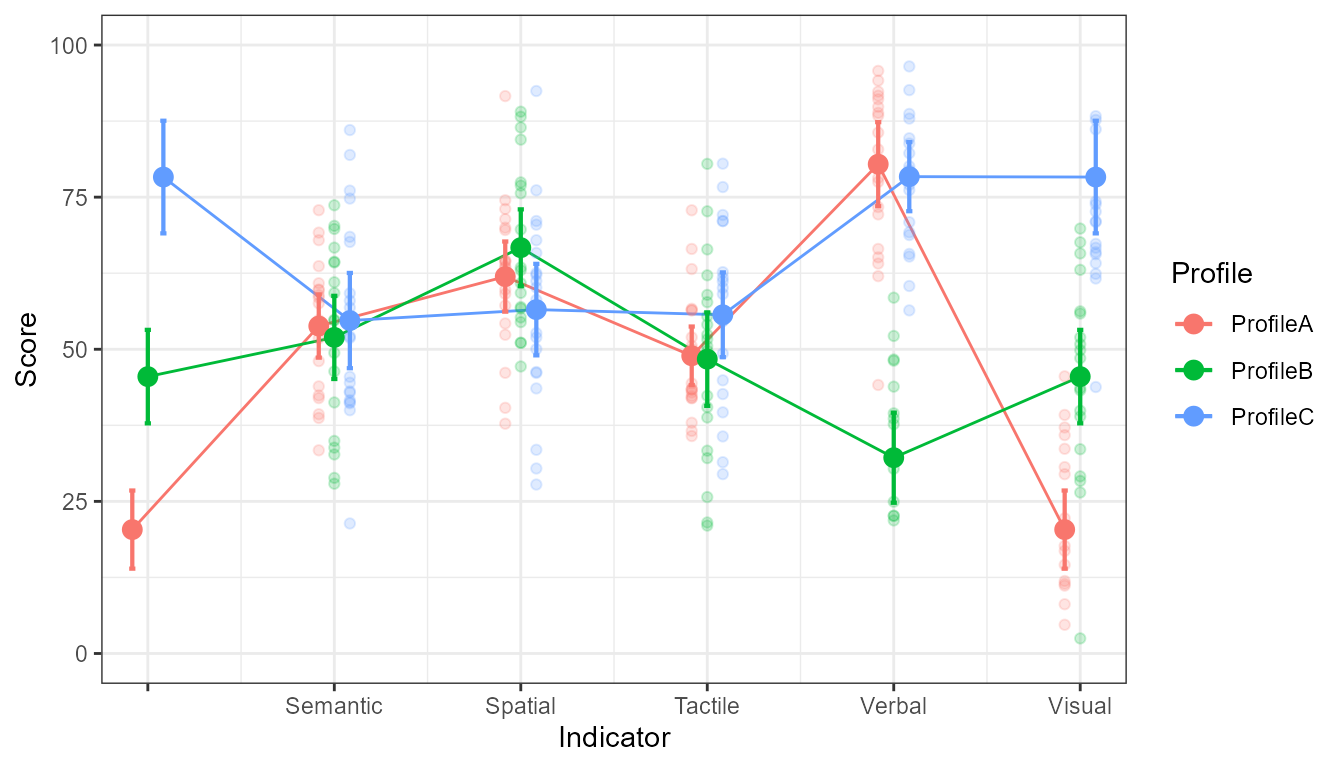 100
75
50
25
0
Score
Semantic
Spatial
Tactile
Verbal
Visual
Indicator
Profile
ProfileA
ProfileB
ProfileC